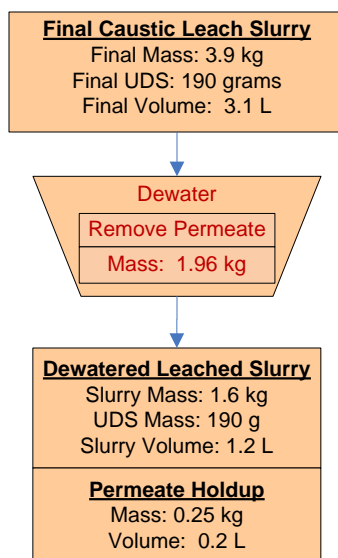 Final Caustic Leach Slurry
Final Mass: 3.9 kg
Final UDS: 190 grams
Final Volume:  3.1 L
Dewater
Remove Permeate
Mass:  1.96 kg
Dewatered Leached Slurry
Slurry Mass: 1.6 kg
UDS Mass: 190 g
Slurry Volume: 1.2 L
Permeate Holdup
Mass: 0.25 kg
Volume: 0.2 L